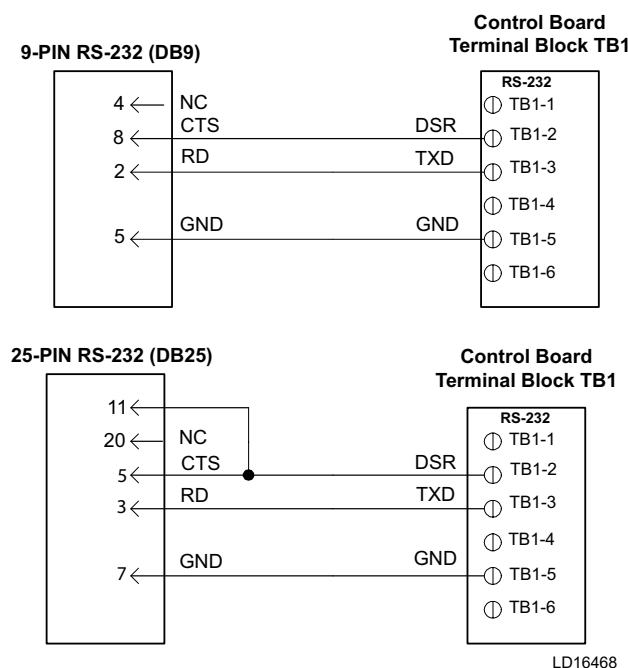 Control Board
Terminal Block TB1
9-PIN RS-232 (DB9)
RS-232
4 NC TB1-1
8 CTS DSR TB1-2
2 RD TXD TB1-3
TB1-4
5 GND GND TB1-5
TB1-6
25-PIN RS-232 (DB25)
Control Board
Terminal Block TB1
11
RS-232
20 NC TB1-1
5 CTS DSR TB1-2
3 RD TXD TB1-3
TB1-4
7 GND GND TB1-5
TB1-6
LD16468